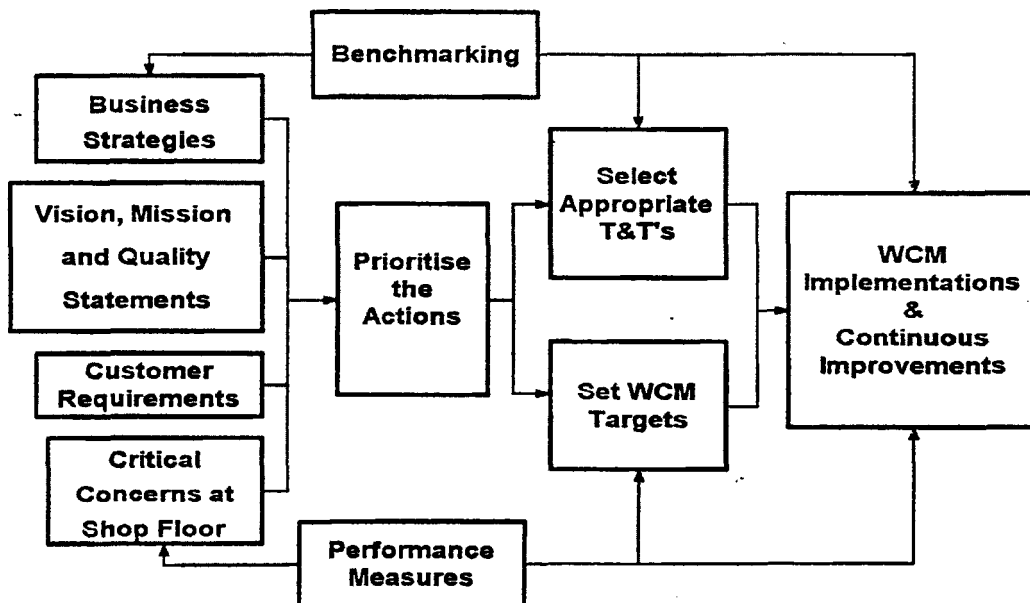 Benchmarking
Business
Strategies
Vision, Mission
and Quality
Statements
Customer
Requirements
Critical
Concerns at
Shop Floor
Prioritise
the
Actions
Select
Appropriate
T&T's
Set WCM
Targets
WCM
Implementations
&
Continuous
Improvements
Performance
Measures